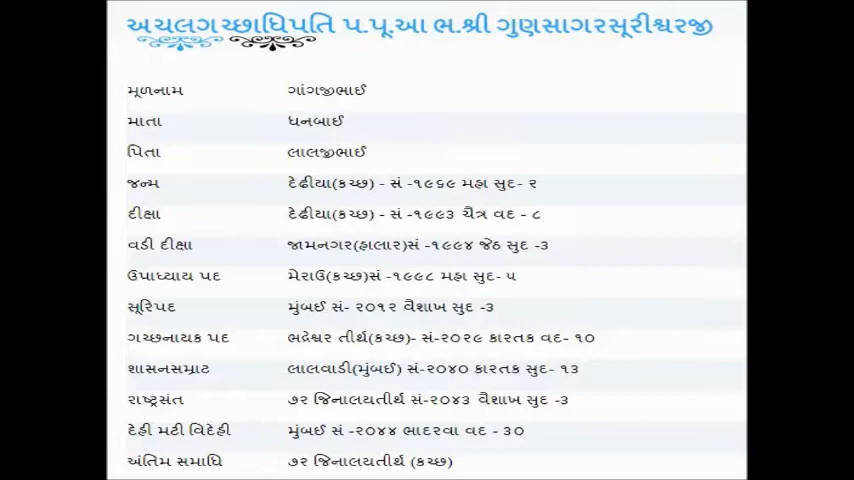 અચલગચ્છાધિપતિ પ.પૂ.આ ભ.શ્રી ગુણસાગરસૂરીશ્વરજી
મૂળનામ ગાંગજીભાઈ
માતા ધનબાઈ
પિતા લાલજીભાઈ
જન્મ દેઢીયા(કચ્છ) - સં -૧૯૬૯ મહા સુદ- ૨
દીક્ષા દેઢીયા(કચ્છ) - સં -૧૯૯૩ ચૈત્ર વદ - ૮
વડી દીક્ષા જામનગર(હાલાર)સં -૧૯૯૪ જેઠ સુદ -૩
ઉપાધ્યાય પદ મેરાઉ(કચ્છ)સં -૧૯૯૮ મહા સુદ- ૫
સૂરિપદ મુંબઈ સં- ૨૦૧૨ વૈશાખ સુદ -૩
ગચ્છનાયક પદ ભદ્રેશ્વર તીર્થ(કચ્છ)- સં-૨૦૨૯ કારતક વદ- ૧૦
શાસનસમ્રાટ લાલવાડી(મુંબઈ) સં-૨૦૪૦ કારતક સુદ- ૧૩
રાષ્ટ્રસંત ૭૨ જિનાલયતીર્થ સં-૨૦૪૩ વૈશાખ સુદ -૩
દેહી મટી વિદેહી મુંબઈ સં -૨૦૪૪ ભાદરવા વદ - ૩૦
અંતિમ સમાધિ ૭૨ જિનાલયતીર્થ (કચ્છ)